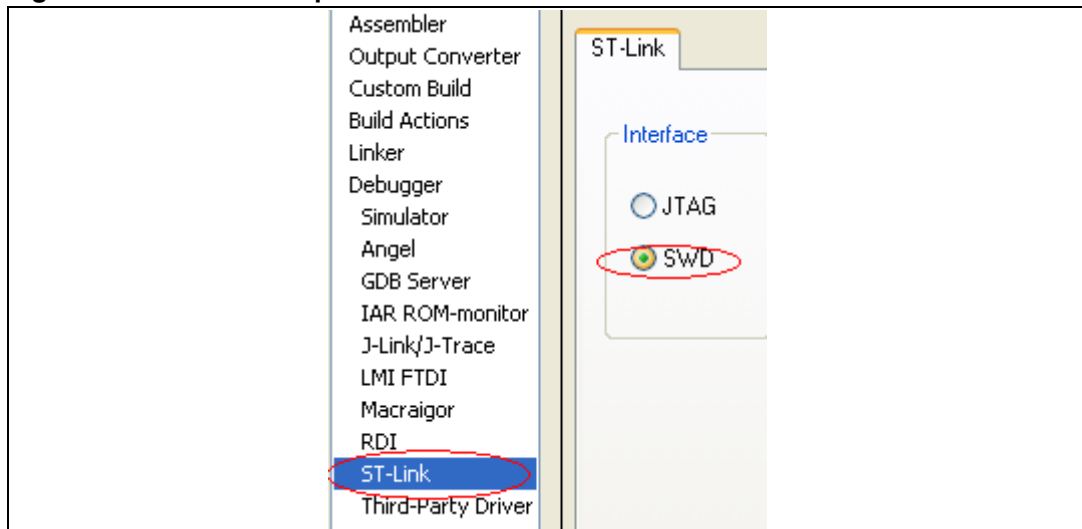 Assembler
Output Converter
Custom Build
Build Actions
Linker
Debugger
Simulator
Angel
GDB Server
IAR ROM-monitor
J-Link/J-Trace
LMI FTDI
Macraigor
RDI
ST-Link
Third-Party Driver
ST-Link
Interface
JTAG
SWD